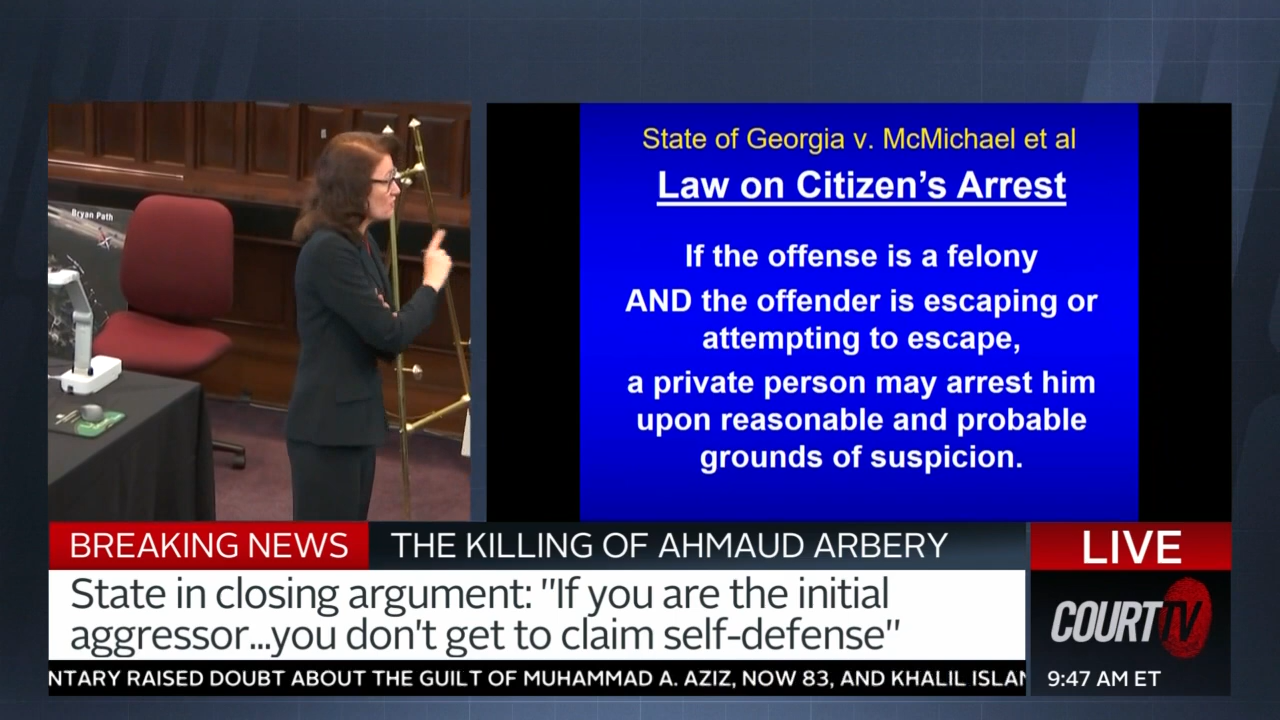 Bryan Path
State of Georgia v. McMichael et al
Law on Citizen's Arrest
If the offense is a felony
AND the offender is escaping or
attempting to escape,
a private person may arrest him
upon reasonable and probable
grounds of suspicion.
BREAKING NEWS
THE KILLING OF AHMAUD ARBERY
State in closing argument: "If you are the initial
aggressor...you don't get to claim self-defense"
NTARY RAISED DOUBT ABOUT THE GUILT OF MUHAMMAD A. AZIZ, NOW 83, AND KHALIL ISLAM
LIVE
COURT TV
9:47 AM ET